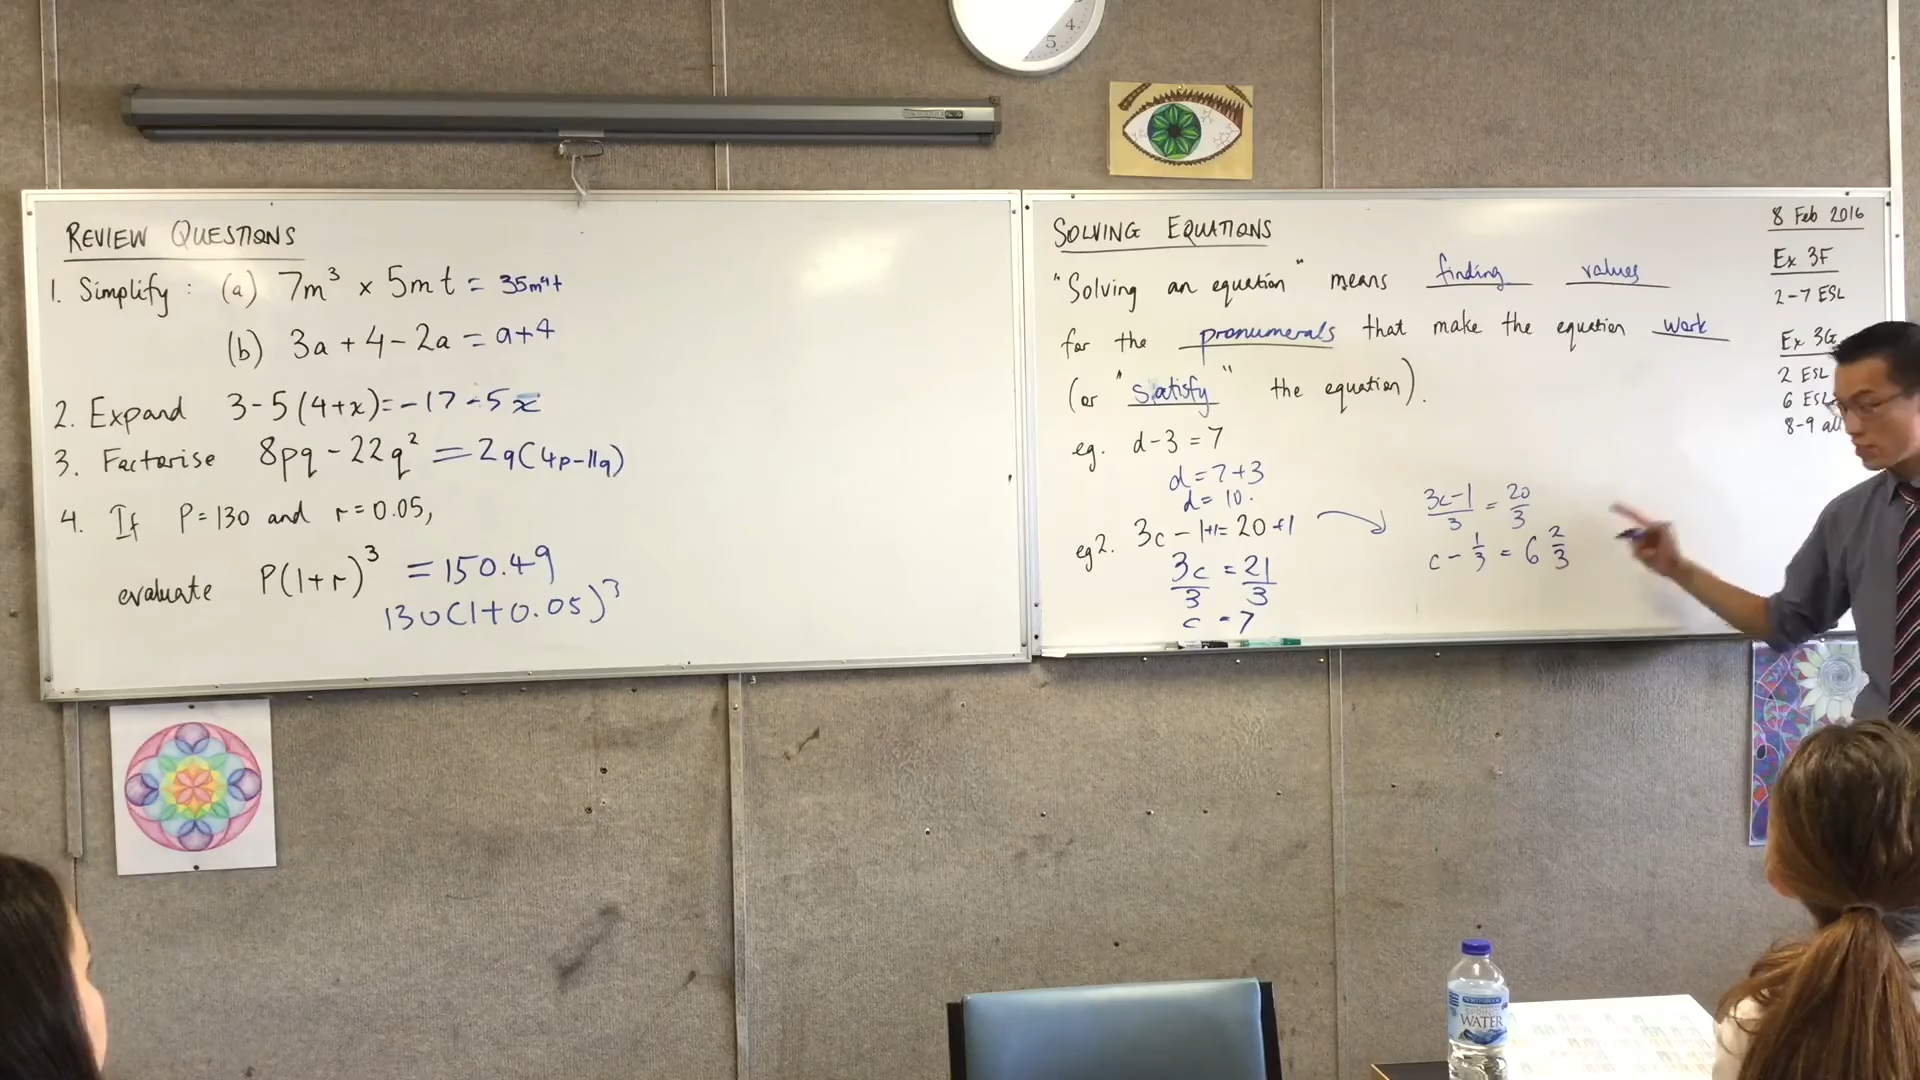 REVIEW QUESTIONS
1. Simplify : (a) 7m³ × 5mt = 35m⁴t
(b) 3a + 4 - 2a = a+4
2. Expand 3 - 5(4+x) = -17 - 5x
3. Factorise 8pq - 22q² = 2q(4p-11q)
4. If P = 130 and r = 0.05,
evaluate P(1+r)³ = 150.49
130(1+0.05)³
SOLVING EQUATIONS
"Solving an equation" means finding values
for the pronumerals that make the equation work
(or "satisfy" the equation).
eg. d - 3 = 7
d = 7+3
d = 10.
eg 2. 3c - 1+1 = 20+1
3c/3 = 21/3
c = 7
3c-1/3 = 20/3
c - 1/3 = 6 2/3
8 Feb 2016
Ex 3F
2-7 ESL
Ex 3G
2 ESL
6 ESL
8-9 all
5
4
WATER